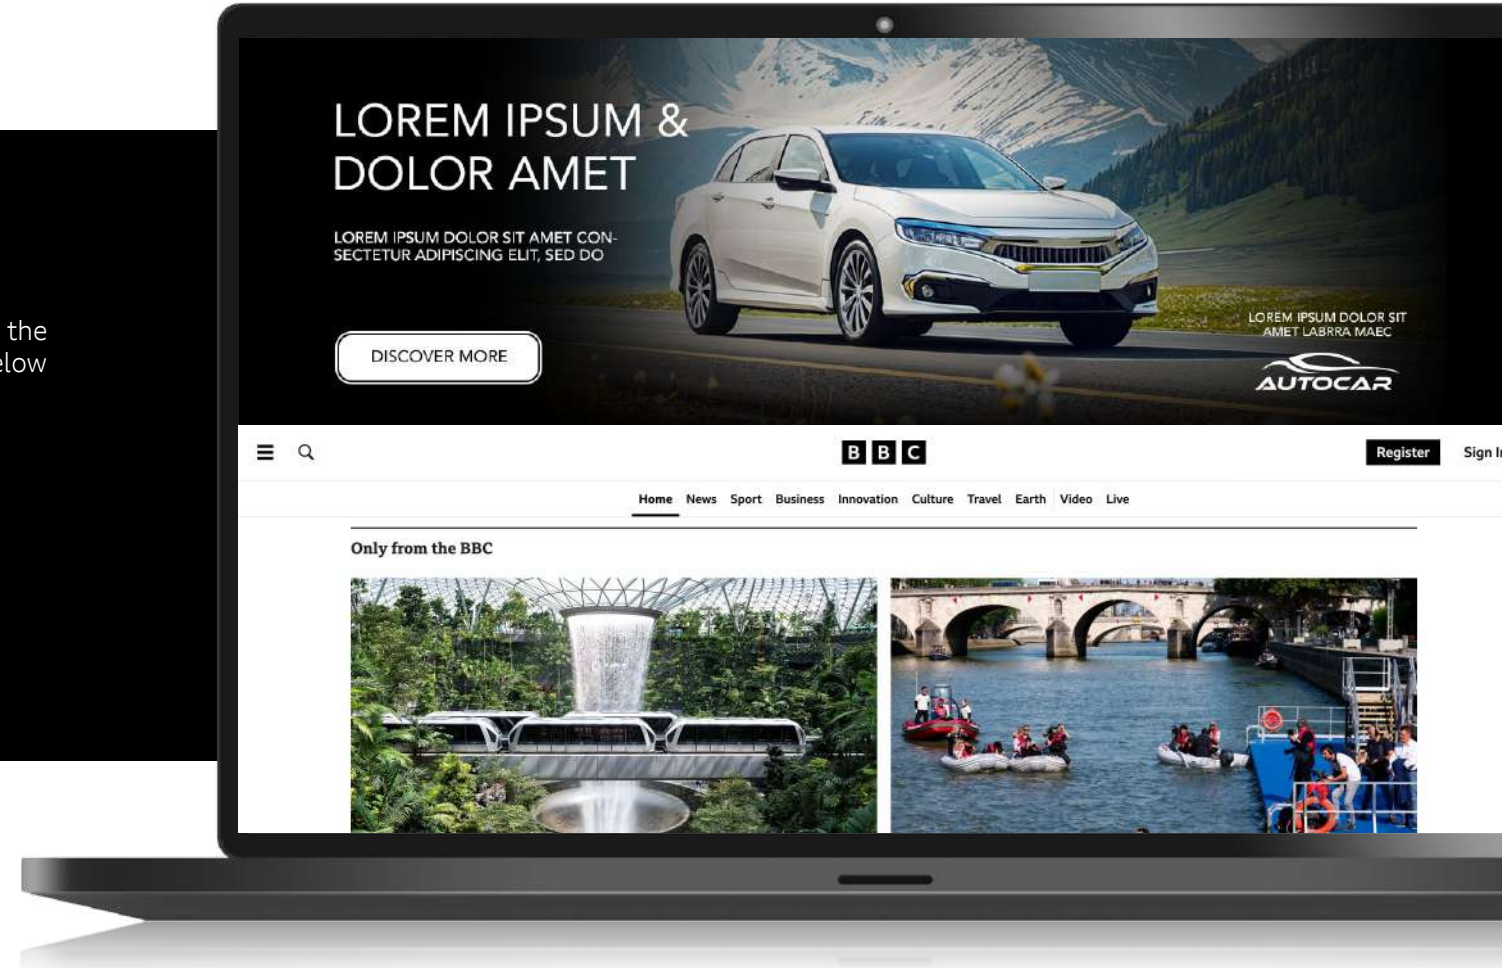 the
elow
LOREM IPSUM &
DOLOR AMET
LOREM IPSUM DOLOR SIT AMET CON-
SECTETUR ADIPISCING ELIT, SED DO
DISCOVER MORE
LOREM IPSUM DOLOR SIT
AMET LABRRA MAEC
AUTOCAR
BBC
Register Sign In
Home News Sport Business Innovation Culture Travel Earth Video Live
Only from the BBC